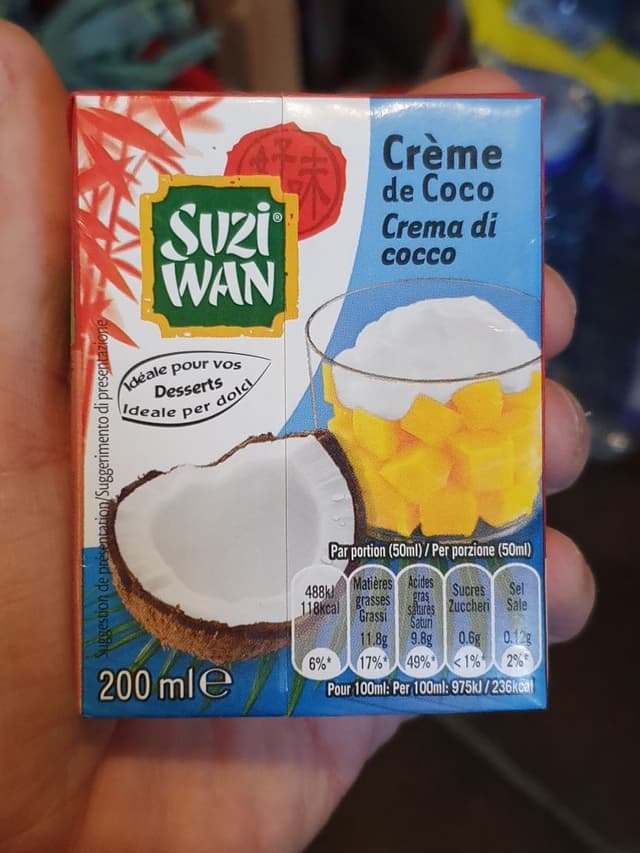 Crème
de Coco
Crema di
cocco
好味
SUZI
WAN®
Idéale pour vos
Desserts
Ideale per dolci
Suggestion de présentation/Suggerimento di presentazione
Par portion (50ml) / Per porzione (50ml)
488kJ
118kcal
6%*
Matières
grasses
Grassi
11.8g
17%*
Acides
gras
saturés
Saturi
9.8g
49%*
Sucres
Zuccheri
0.6g
<1%*
Sel
Sale
0.12g
2%*
Pour 100ml: Per 100ml: 975kJ / 236kcal
200 ml e